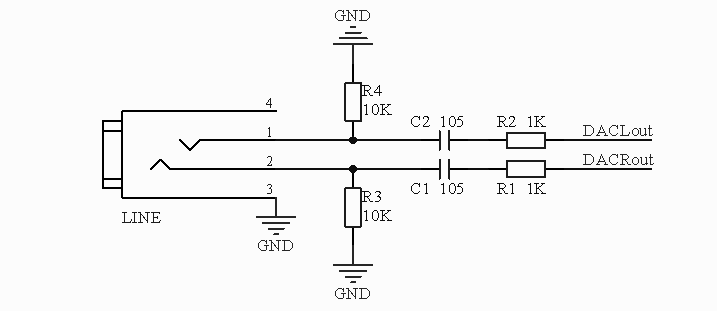 GND
R4
10K
4
1
C2 105
R2 1K
DACLout
2
DACRout
C1 105
R1 1K
3
R3
10K
LINE
GND
GND